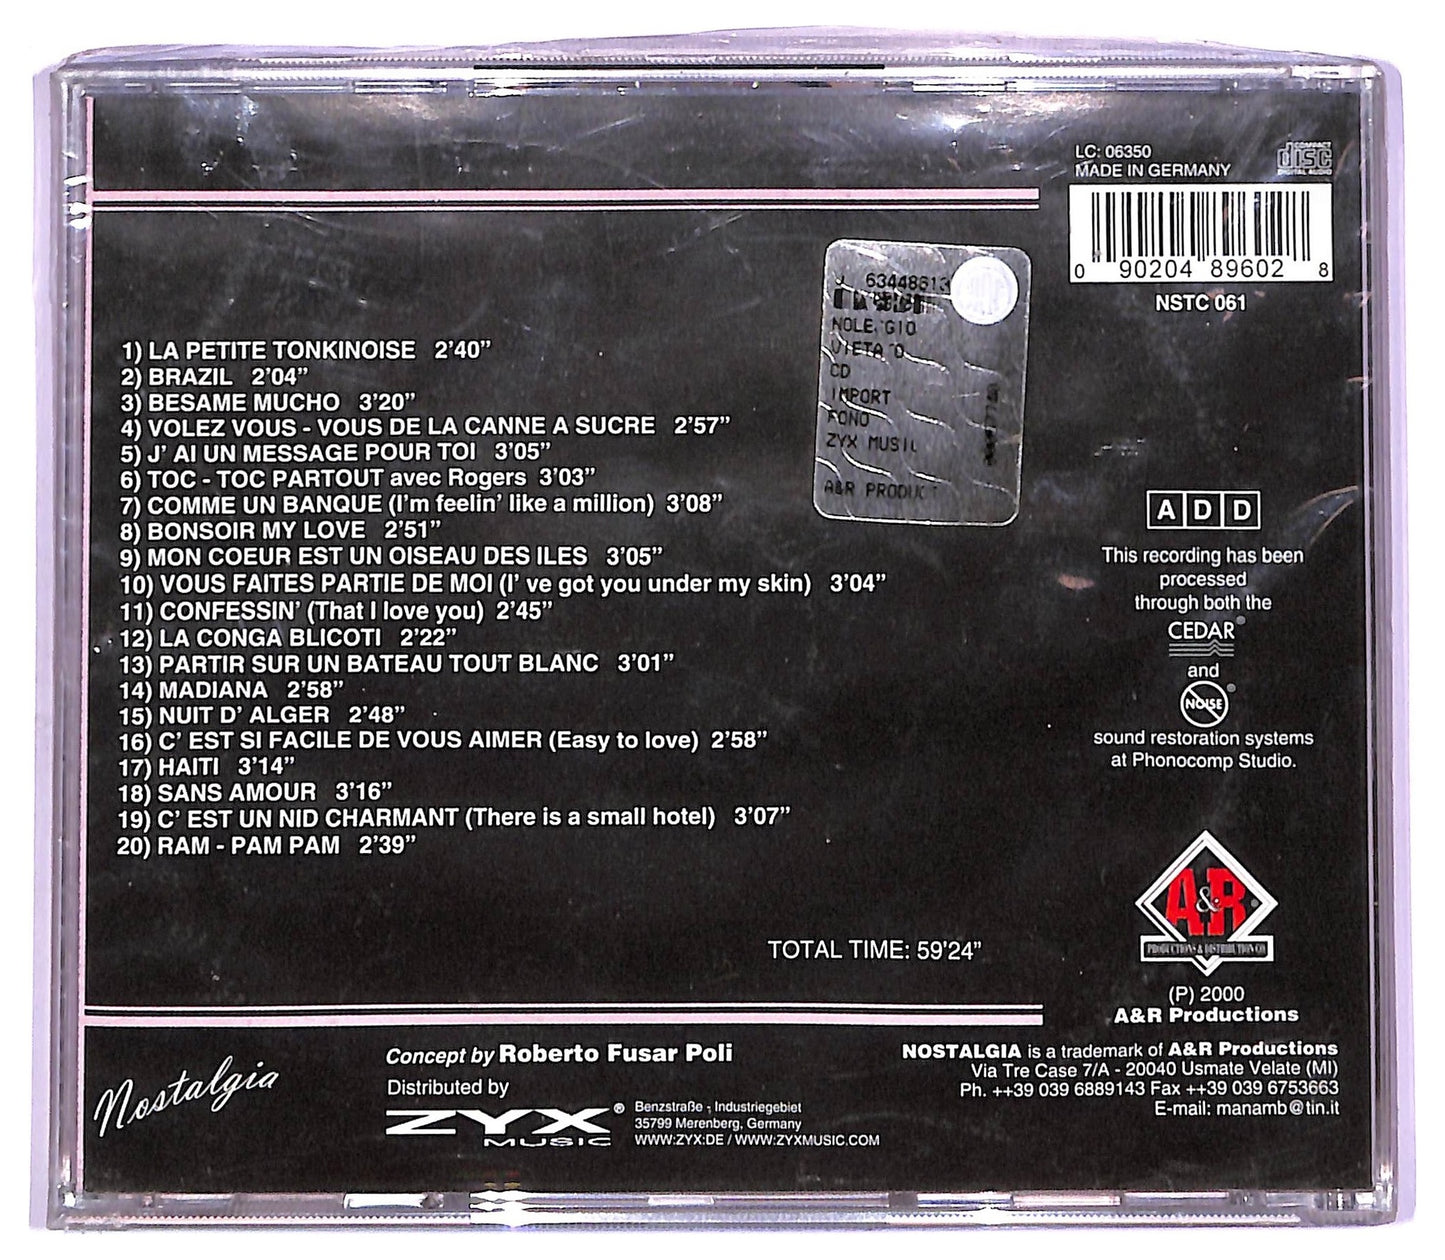 LC: 06350
MADE IN GERMANY
COMPACT
disc
DIGITAL AUDIO
0 90204 89602 8
NSTC 061
63448613
NOLE GIO
VIETA O
CD
IMPORT
FONO
ZYX MUSIC
A&R PRODUCT
1) LA PETITE TONKINOISE 2'40"
2) BRAZIL 2'04"
3) BESAME MUCHO 3'20"
4) VOLEZ VOUS - VOUS DE LA CANNE A SUCRE 2'57"
5) J' AI UN MESSAGE POUR TOI 3'05"
6) TOC - TOC PARTOUT avec Rogers 3'03"
7) COMME UN BANQUE (I'm feelin' like a million) 3'08"
8) BONSOIR MY LOVE 2'51"
9) MON COEUR EST UN OISEAU DES ILES 3'05"
10) VOUS FAITES PARTIE DE MOI (I' ve got you under my skin) 3'04"
11) CONFESSIN' (That I love you) 2'45"
12) LA CONGA BLICOTI 2'22"
13) PARTIR SUR UN BATEAU TOUT BLANC 3'01"
14) MADIANA 2'58"
15) NUIT D' ALGER 2'48"
16) C' EST SI FACILE DE VOUS AIMER (Easy to love) 2'58"
17) HAITI 3'14"
18) SANS AMOUR 3'16"
19) C' EST UN NID CHARMANT (There is a small hotel) 3'07"
20) RAM - PAM PAM 2'39"
TOTAL TIME: 59'24"
ADD
This recording has been
processed
through both the
CEDAR®
and
NOISE®
sound restoration systems
at Phonocomp Studio.
A&R®
PRODUCTIONS & DISTRIBUTION CO
(P) 2000
A&R Productions
Nostalgia
Concept by Roberto Fusar Poli
Distributed by
ZYX®
MUSIC
Benzstraße - Industriegebiet
35799 Merenberg, Germany
WWW.ZYX.DE / WWW.ZYXMUSIC.COM
NOSTALGIA is a trademark of A&R Productions
Via Tre Case 7/A - 20040 Usmate Velate (MI)
Ph. ++39 039 6889143 Fax ++39 039 6753663
E-mail: manamb@tin.it